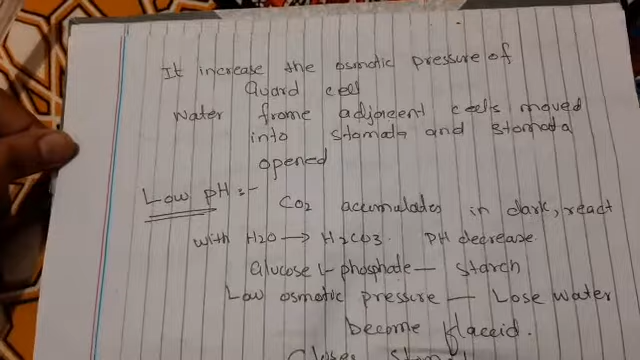 It increase the osmotic pressure of
Guard cell
Water frome adjacent cells moved
into stomata and stomata
opened
Low pH :-
CO2 accumulates in dark, react
with H2O → H2CO3. PH decrease.
Glucose 1-phosphate — starch
Low osmotic pressure — Lose water
become flaccid.
Closes